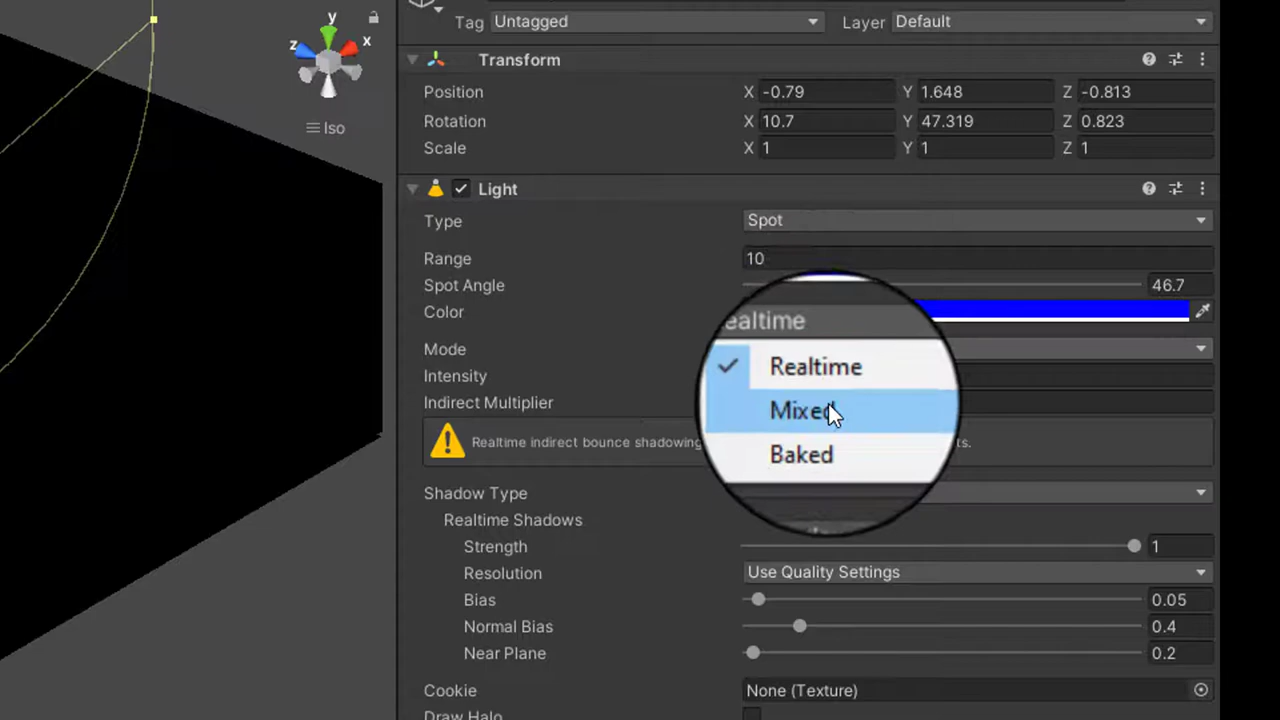 Tag Untagged Layer Default
y
z x
Iso
Transform
Position X -0.79 Y 1.648 Z -0.813
Rotation X 10.7 Y 47.319 Z 0.823
Scale X 1 Y 1 Z 1
Light
Type Spot
Range 10
Spot Angle 46.7
Color
ealtime
Mode
Realtime
Intensity
Mixed
Indirect Multiplier
Realtime indirect bounce shadowing ts.
Baked
Shadow Type
Realtime Shadows
Strength 1
Resolution Use Quality Settings
Bias 0.05
Normal Bias 0.4
Near Plane 0.2
Cookie None (Texture)
Draw Halo